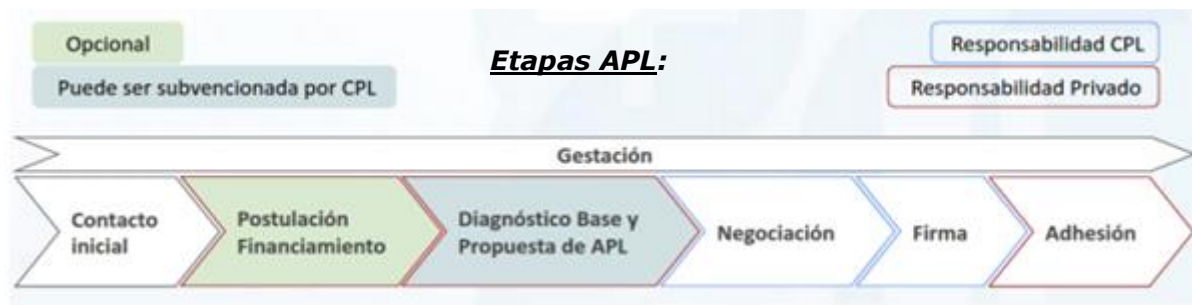 Opcional
Puede ser subvencionada por CPL
Etapas APL:
Responsabilidad CPL
Responsabilidad Privado
Gestación
Contacto
inicial
Postulación
Financiamiento
Diagnóstico Base y
Propuesta de APL
Negociación
Firma
Adhesión